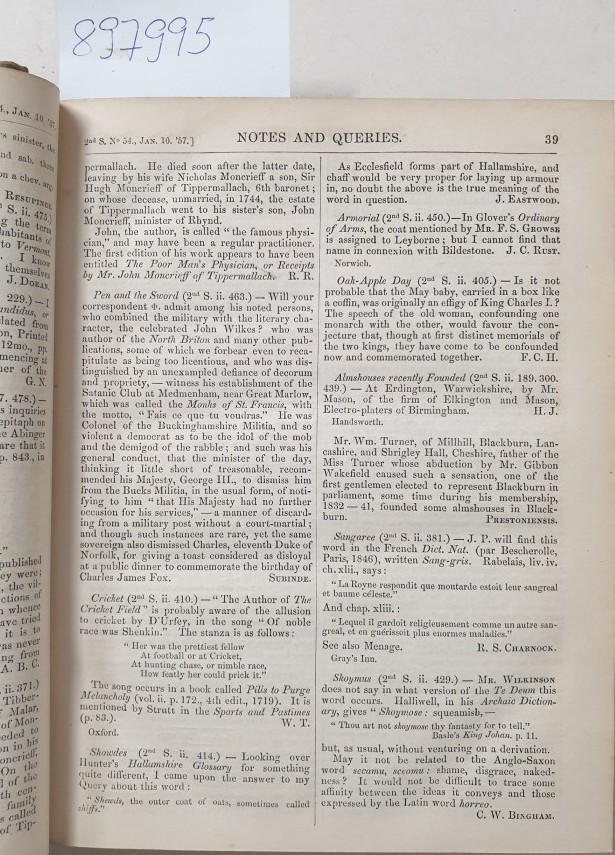 897995
2nd S. No 54., JAN. 10. '57.]
NOTES AND QUERIES.
39
permallach. He died soon after the latter date,
leaving by his wife Nicholas Moncrieff a son, Sir
Hugh Moncrieff of Tippermallach, 6th baronet;
on whose decease, unmarried, in 1744, the estate
of Tippermallach went to his sister's son, John
Moncrieff, minister of Rhynd.
John, the author, is called "the famous physi-
cian," and may have been a regular practitioner.
The first edition of his work appears to have been
entitled The Poor Man's Physician, or Receipts
by Mr. John Moncrieff of Tippermallach. R. R.
Pen and the Sword (2nd S. ii. 463.) — Will your
correspondent Φ. admit among his noted persons,
who combined the military with the literary cha-
racter, the celebrated John Wilkes? who was
author of the North Briton and many other pub-
lications, some of which we forbear even to reca-
pitulate as being too licentious, and who was dis-
tinguished by an unexampled defiance of decorum
and propriety, — witness his establishment of the
Satanic Club at Medmenham, near Great Marlow,
which was called the Monks of St. Francis, with
the motto, "Fais ce que tu voudras." He was
Colonel of the Buckinghamshire Militia, and so
violent a democrat as to be the idol of the mob
and the demigod of the rabble; and such was his
general conduct, that the minister of the day,
thinking it little short of treasonable, recom-
mended his Majesty, George III., to dismiss him
from the Bucks Militia, in the usual form, of noti-
fying to him "that His Majesty had no further
occasion for his services," — a manner of discard-
ing from a military post without a court-martial;
and though such instances are rare, yet the same
sovereign also dismissed Charles, eleventh Duke of
Norfolk, for giving a toast considered as disloyal
at a public dinner to commemorate the birthday of
Charles James Fox. SUBINDE.
Cricket (2nd S. ii. 410.) — "The Author of The
Cricket Field" is probably aware of the allusion
to cricket by D'Urfey, in the song "Of noble
race was Shenkin." The stanza is as follows:
"Her was the prettiest fellow
At football or at Cricket,
At hunting chase, or nimble race,
How featly her could prick it."
The song occurs in a book called Pills to Purge
Melancholy (vol. ii. p. 172., 4th edit., 1719). It is
mentioned by Strutt in the Sports and Pastimes
(p. 83.). W. T.
Oxford.
Showdes (2nd S. ii. 414.) — Looking over
Hunter's Hallamshire Glossary for something
quite different, I came upon the answer to my
Query about this word:
"Showds, the outer coat of oats, sometimes called
shiffs."
As Ecclesfield forms part of Hallamshire, and
chaff would be very proper for laying up armour
in, no doubt the above is the true meaning of the
word in question. J. EASTWOOD.
Armorial (2nd S. ii. 450.) — In Glover's Ordinary
of Arms, the coat mentioned by MR. F. S. GROWSE
is assigned to Leyborne; but I cannot find that
name in connexion with Bildestone. J. C. RUST.
Norwich.
Oak-Apple Day (2nd S. ii. 405.) — Is it not
probable that the May baby, carried in a box like
a coffin, was originally an effigy of King Charles I.?
The speech of the old woman, confounding one
monarch with the other, would favour the con-
jecture, that, though at first distinct memorials of
the two kings, they have come to be confounded
now and commemorated together. F. C. H.
Almshouses recently Founded (2nd S. ii. 189. 300.
439.) — At Erdington, Warwickshire, by Mr.
Mason, of the firm of Elkington and Mason,
Electro-platers of Birmingham. H. J.
Handsworth.
Mr. Wm. Turner, of Millhill, Blackburn, Lan-
cashire, and Shrigley Hall, Cheshire, father of the
Miss Turner whose abduction by Mr. Gibbon
Wakefield caused such a sensation, one of the
first gentlemen elected to represent Blackburn in
parliament, some time during his membership,
1832—41, founded some almshouses in Black-
burn. PRESTONIENSIS.
Sangaree (2nd S. ii. 381.) — J. P. will find this
word in the French Dict. Nat. (par Bescherolle,
Paris, 1846), written Sang-gris. Rabelais, liv. iv.
ch. xlii., says:
"La Royne respondit que moutarde estoit leur sangreal
et baume céleste."
And chap. xliii.:
"Lequel il gardoit religieusement comme un autre san-
greal, et en guérissoit plus enormes maladies."
See also Menage. R. S. CHARNOCK.
Gray's Inn.
Skoymus (2nd S. ii. 429.) — MR. WILKINSON
does not say in what version of the Te Deum this
word occurs. Halliwell, in his Archaic Diction-
ary, gives "Skoymose: squeamish, —
"Thou art not skoymose thy fantasy for to tell."
Bale's King Johan. p. 11.
but, as usual, without venturing on a derivation.
May it not be related to the Anglo-Saxon
word sceamu, sceomu: shame, disgrace, naked-
ness? It would not be difficult to trace some
affinity between the ideas it conveys and those
expressed by the Latin word horreo.
C. W. BINGHAM.